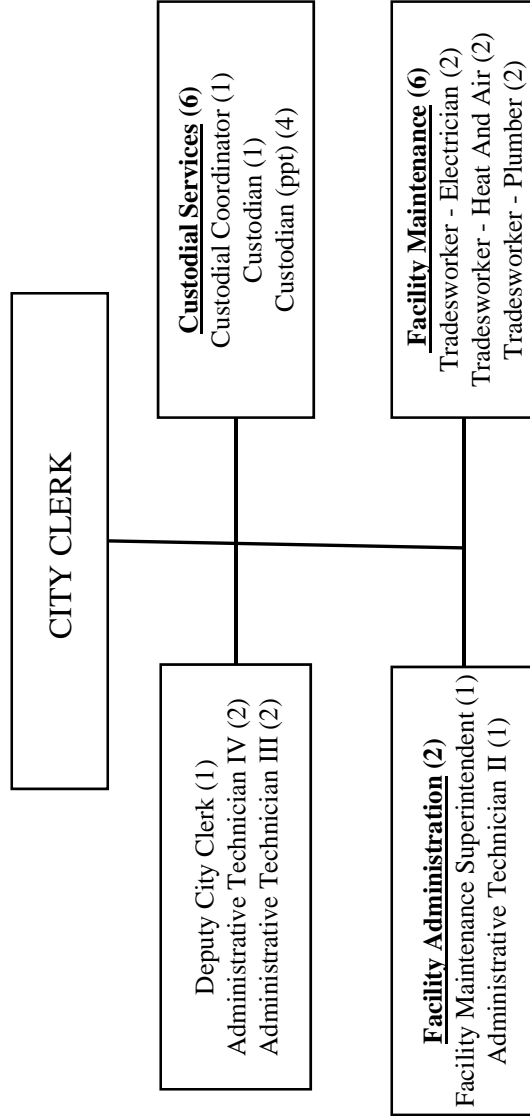 CITY CLERK
Deputy City Clerk (1)
Administrative Technician IV (2)
Administrative Technician III (2)
Custodial Services (6)
Custodial Coordinator (1)
Custodian (1)
Custodian (ppt) (4)
Facility Administration (2)
Facility Maintenance Superintendent (1)
Administrative Technician II (1)
Facility Maintenance (6)
Tradesworker - Electrician (2)
Tradesworker - Heat And Air (2)
Tradesworker - Plumber (2)